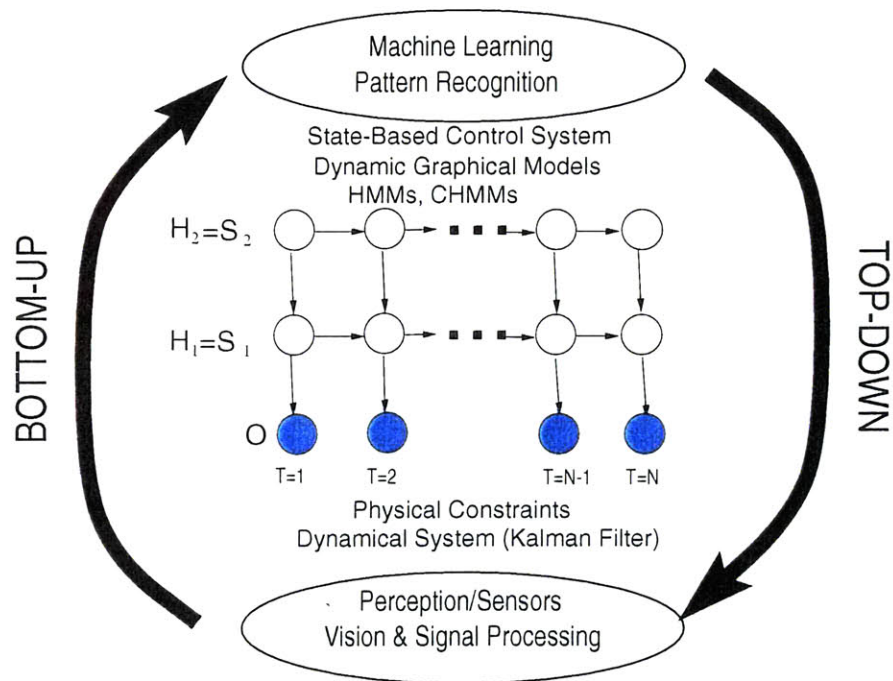 Machine Learning
Pattern Recognition
State-Based Control System
Dynamic Graphical Models
HMMs, CHMMs
H₂=S₂
BOTTOM-UP
TOP-DOWN
H₁=S₁
O
T=1 T=2 T=N-1 T=N
Physical Constraints
Dynamical System (Kalman Filter)
Perception/Sensors
Vision & Signal Processing